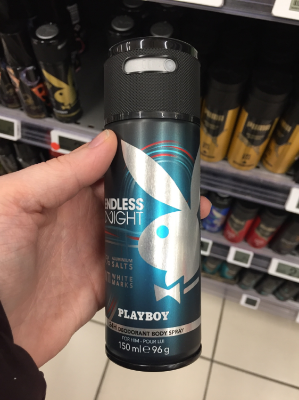 ENDLESS
NIGHT
SALTS
WHITE
MARKS
PLAYBOY
DEODORANT BODY SPRAY
FOR HIM - POUR LUI
150 ml e 96 g